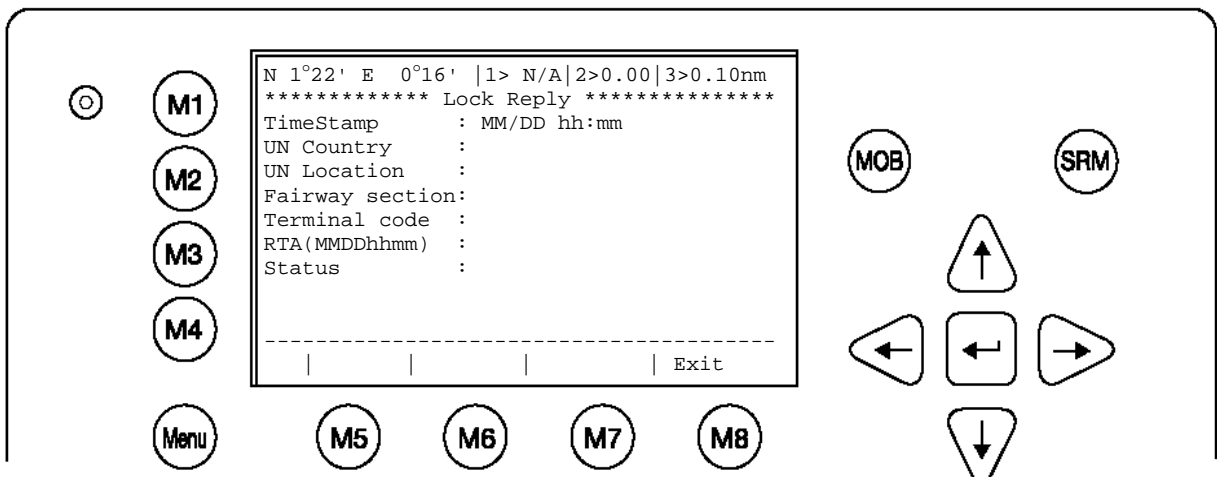 N 1°22' E  0°16' |1> N/A|2>0.00|3>0.10nm
************* Lock Reply ***************
TimeStamp      : MM/DD hh:mm
UN Country     :
UN Location    :
Fairway section:
Terminal code  :
RTA(MMDDhhmm)  :
Status         :
----------------------------------------
| | | | Exit
M1
M2
M3
M4
Menu
M5 M6 M7 M8
MOB SRM